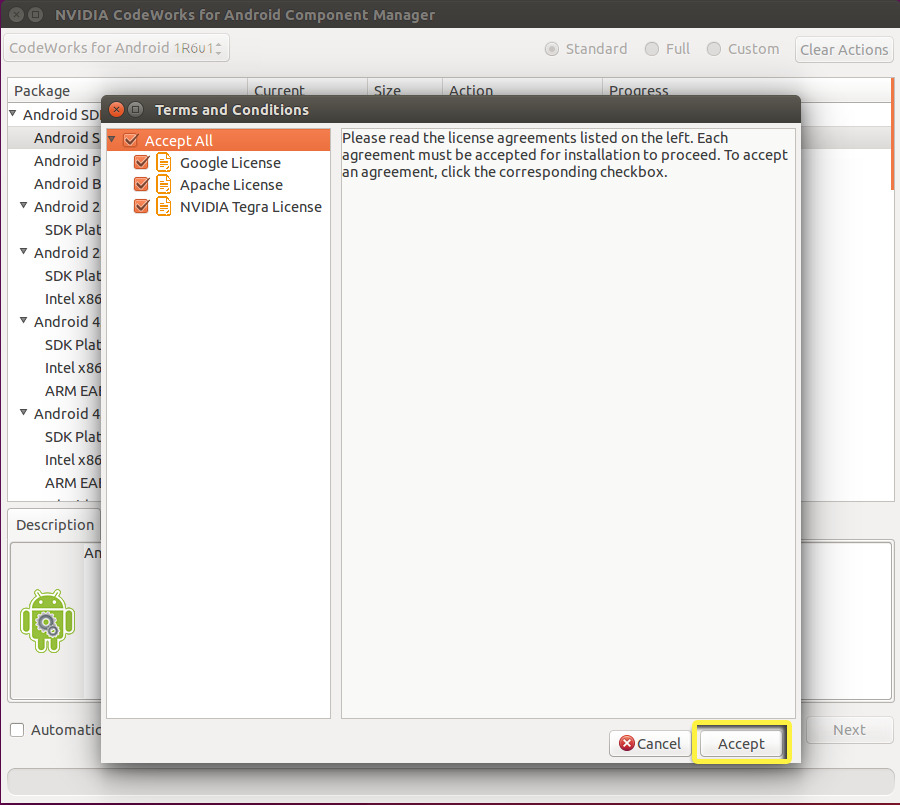 NVIDIA CodeWorks for Android Component Manager
CodeWorks for Android 1R601
Standard
Full
Custom
Clear Actions
Package
Current
Size
Action
Progress
Terms and Conditions
Android SD
Android S
Android P
Android B
Android 2
SDK Plat
Android 2
SDK Plat
Intel x86
Android 4
SDK Plat
Intel x86
ARM EAB
Android 4
SDK Plat
Intel x86
ARM EAB
Accept All
Google License
Apache License
NVIDIA Tegra License
Please read the license agreements listed on the left. Each
agreement must be accepted for installation to proceed. To accept
an agreement, click the corresponding checkbox.
Description
An
Automatic
Cancel
Accept
Next